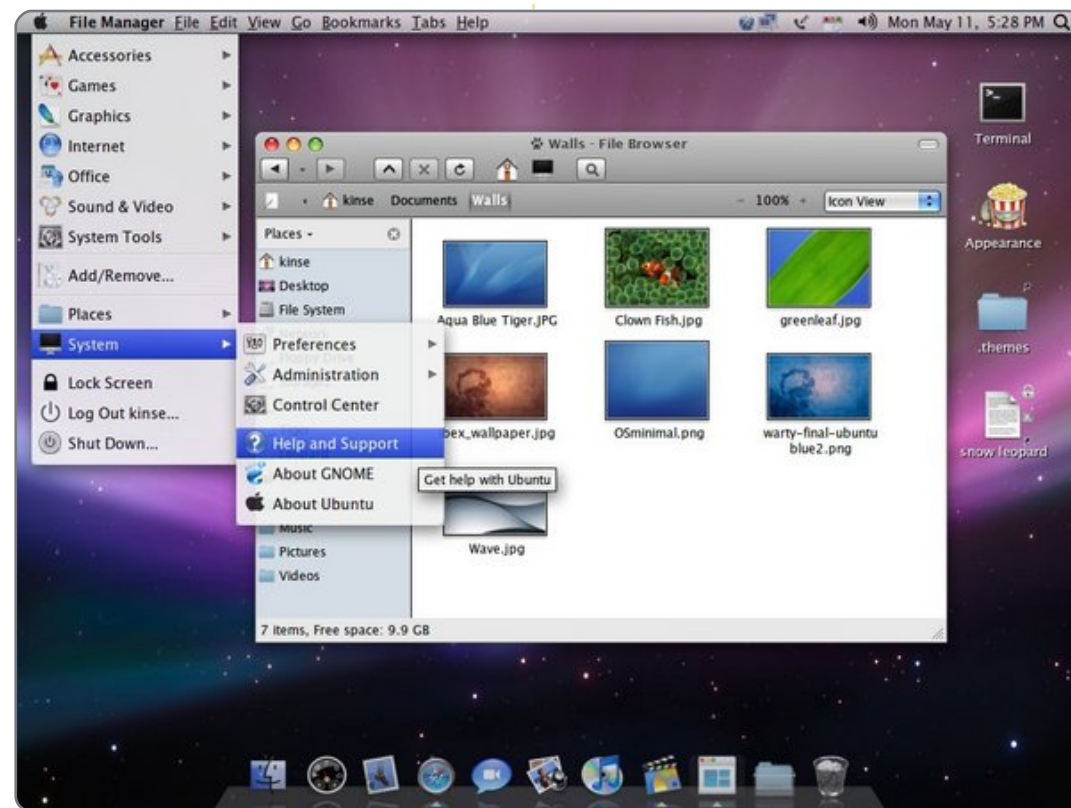 File Manager File Edit View Go Bookmarks Tabs Help
Mon May 11, 5:28 PM
Accessories
Games
Graphics
Internet
Office
Sound & Video
System Tools
Add/Remove...
Places
System
Lock Screen
Log Out kinse...
Shut Down...
Preferences
Administration
Control Center
Help and Support
About GNOME
About Ubuntu
Get help with Ubuntu
Walls - File Browser
kinse Documents Walls
100% Icon View
Places
kinse
Desktop
File System
Network
Floppy Drive
Music
Pictures
Videos
Aqua Blue Tiger.JPG
Clown Fish.jpg
greenleaf.jpg
bex_wallpaper.jpg
OSminimal.png
warty-final-ubuntu
blue2.png
Wave.jpg
7 items, Free space: 9.9 GB
Terminal
Appearance
.themes
snow leopard